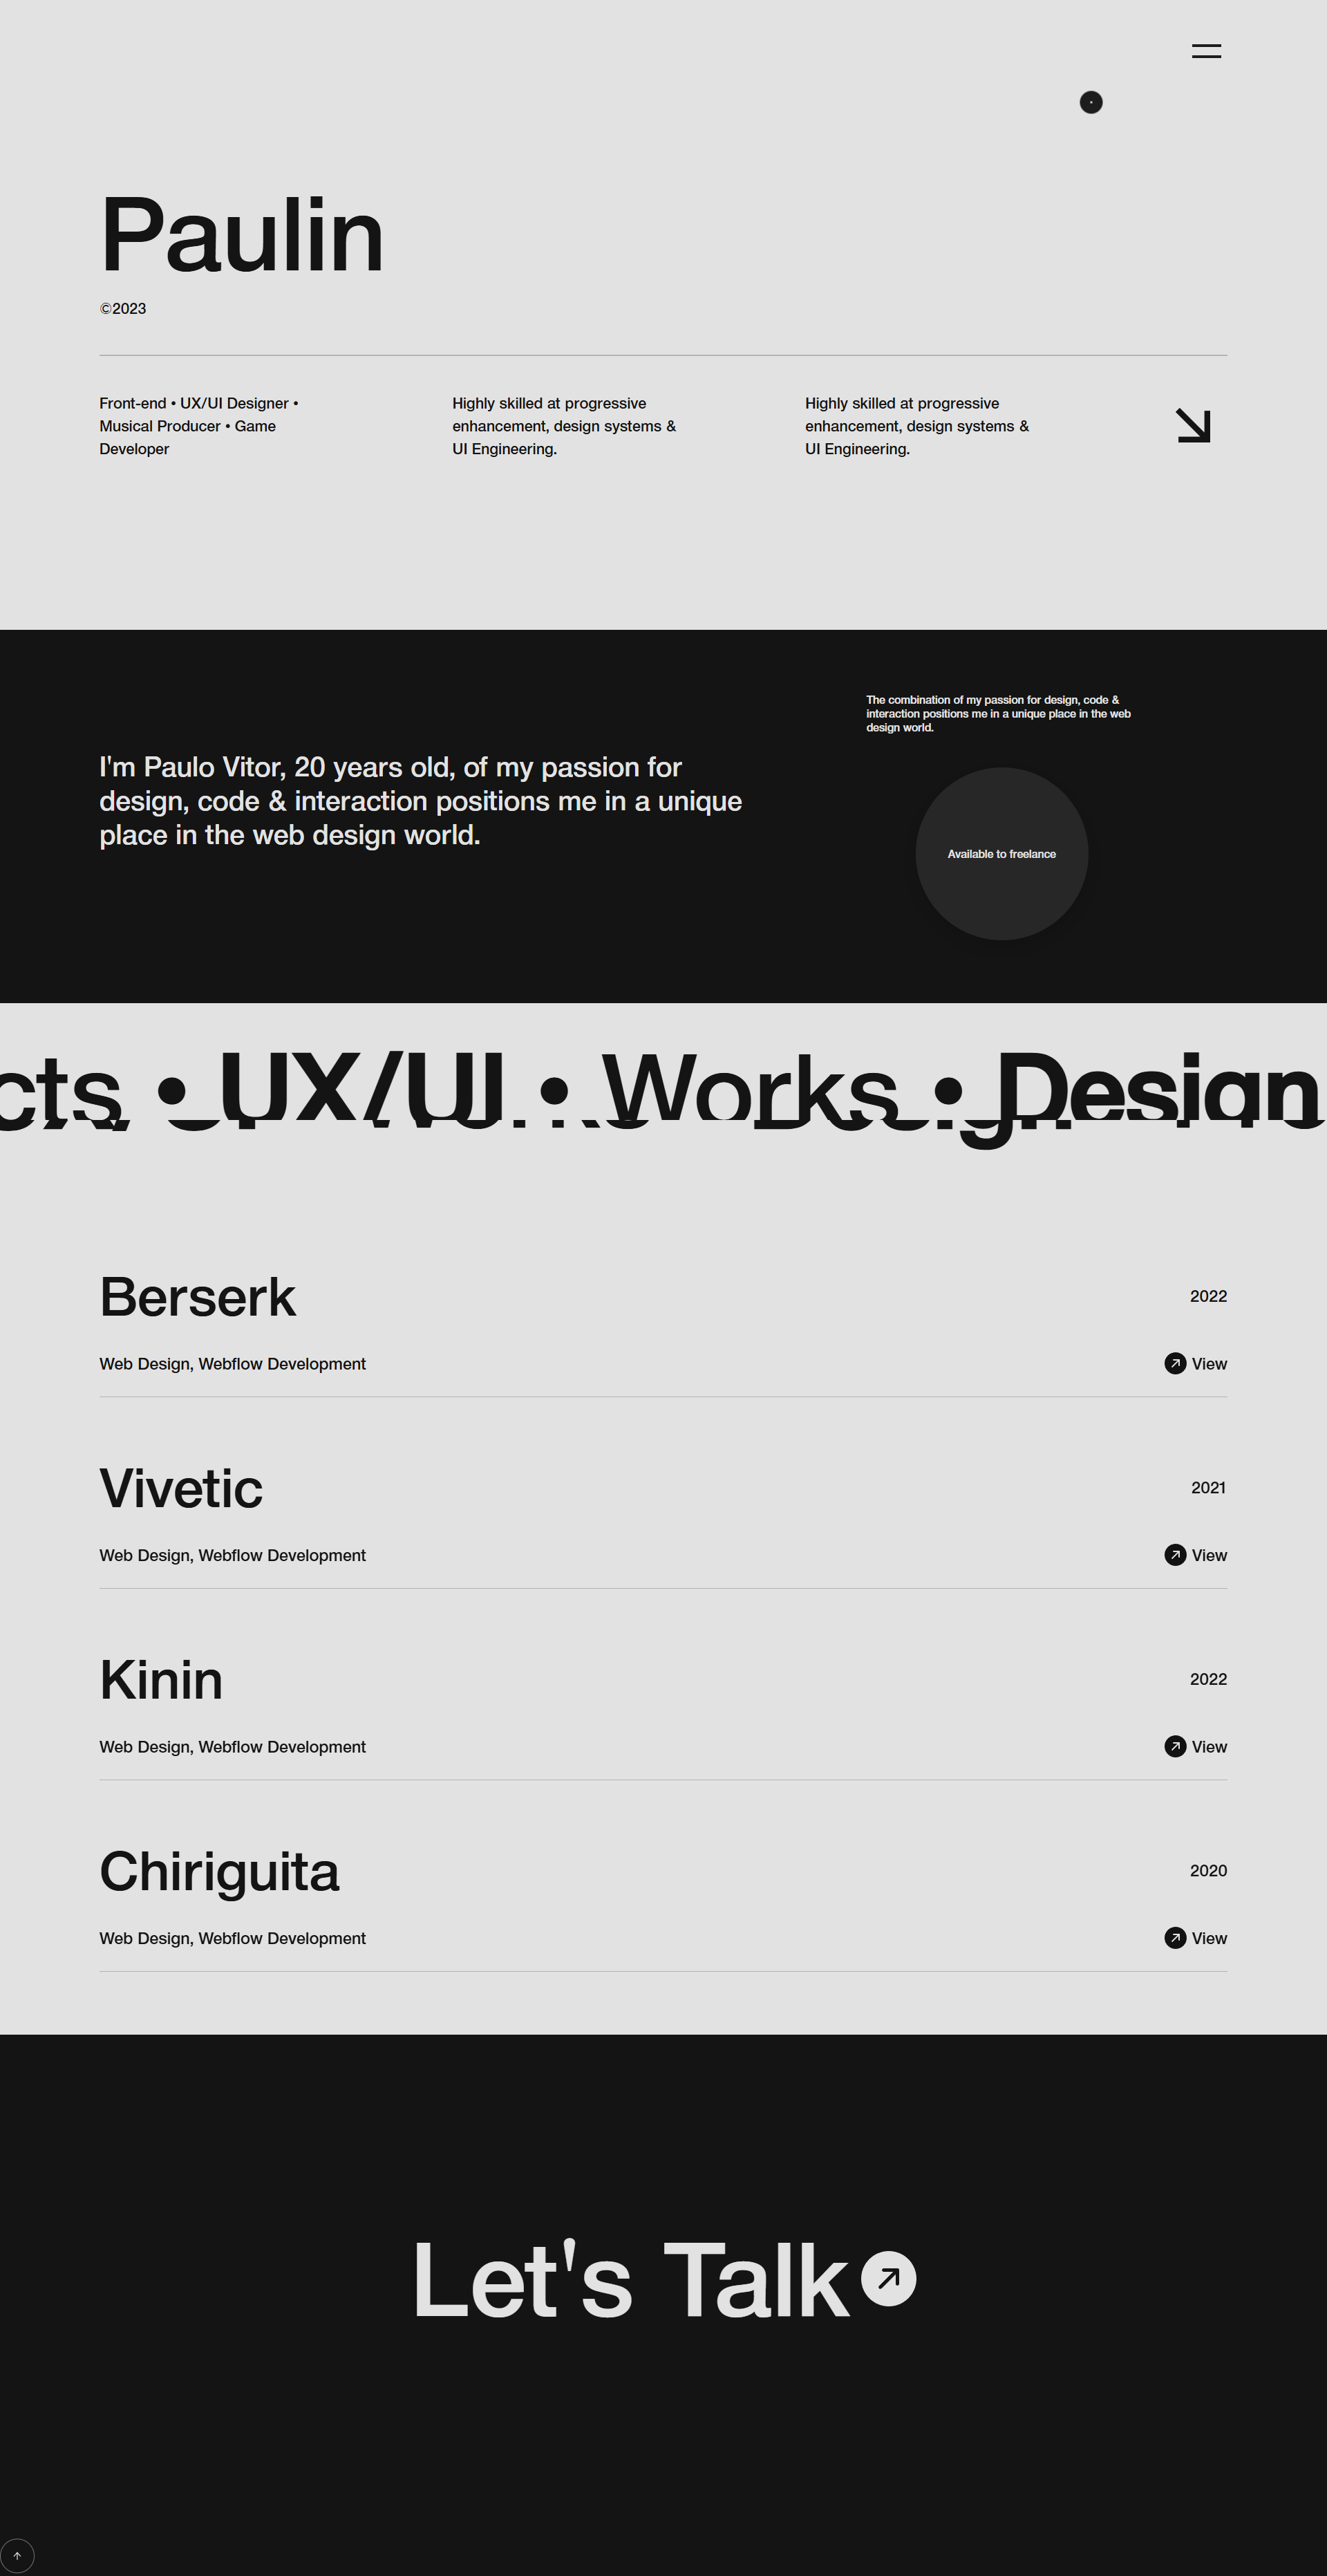 Paulin
©2023
Front-end • UX/UI Designer •
Musical Producer • Game
Developer
Highly skilled at progressive
enhancement, design systems &
UI Engineering.
Highly skilled at progressive
enhancement, design systems &
UI Engineering.
I'm Paulo Vitor, 20 years old, of my passion for
design, code & interaction positions me in a unique
place in the web design world.
The combination of my passion for design, code &
interaction positions me in a unique place in the web
design world.
Available to freelance
cts • UX/UI • Works • Design
Berserk
2022
Web Design, Webflow Development
View
Vivetic
2021
Web Design, Webflow Development
View
Kinin
2022
Web Design, Webflow Development
View
Chiriguita
2020
Web Design, Webflow Development
View
Let's Talk